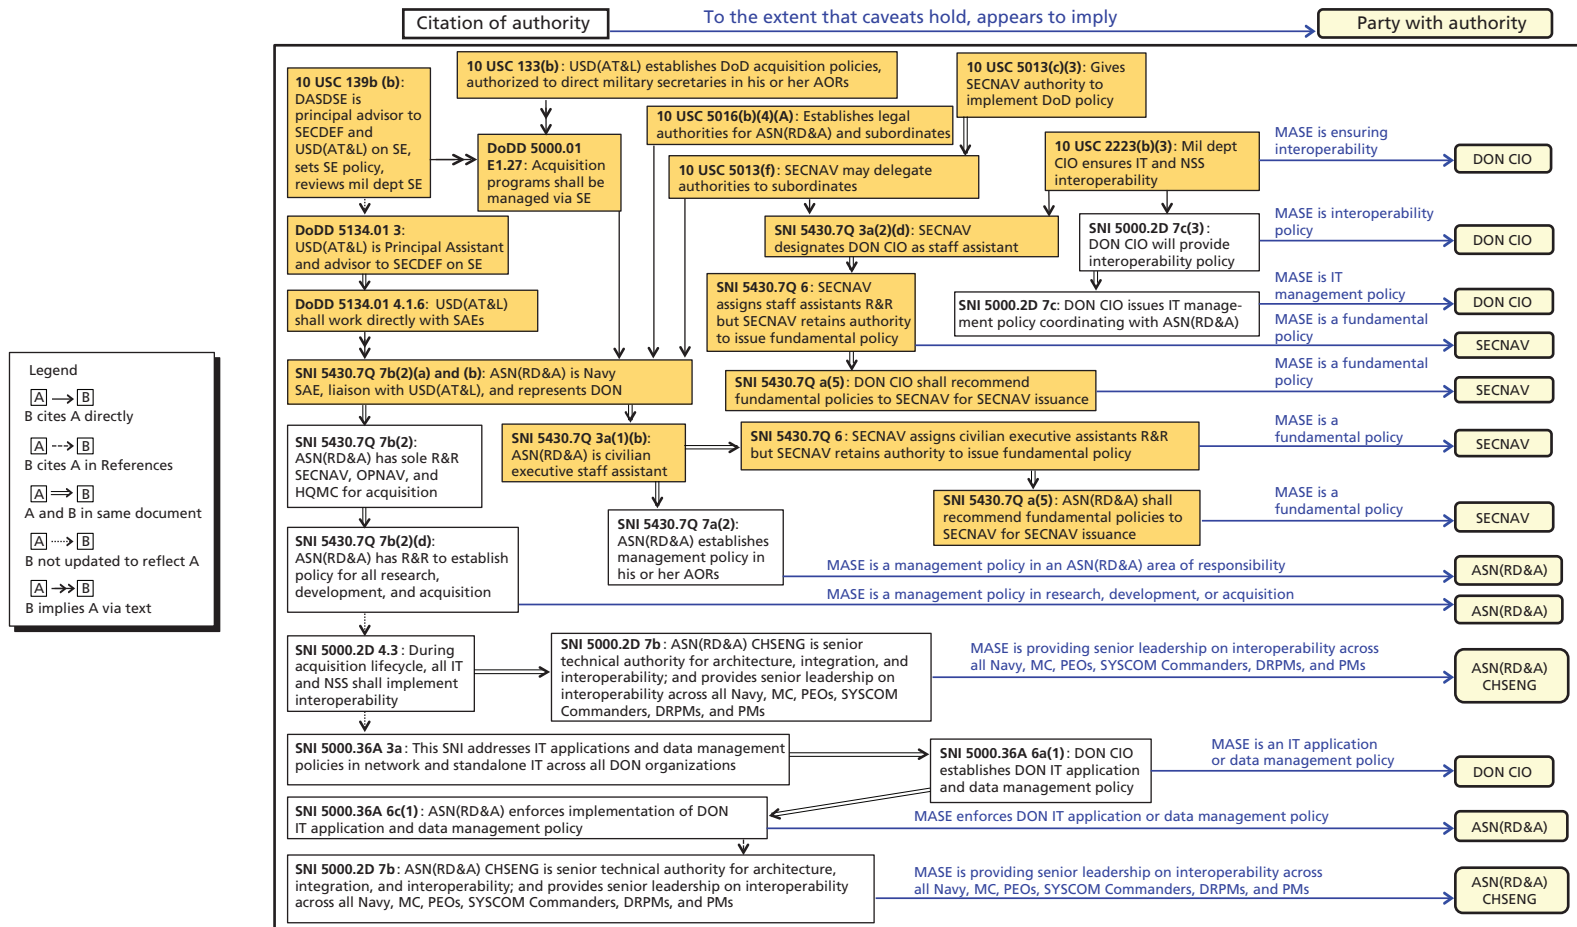 Citation of authority
To the extent that caveats hold, appears to imply
Party with authority
10 USC 139b (b):
DASDSE is
principal advisor to
SECDEF and
USD(AT&L) on SE,
sets SE policy,
reviews mil dept SE
10 USC 133(b): USD(AT&L) establishes DoD acquisition policies,
authorized to direct military secretaries in his or her AORs
10 USC 5013(c)(3): Gives
SECNAV authority to
implement DoD policy
10 USC 5016(b)(4)(A): Establishes legal
authorities for ASN(RD&A) and subordinates
DoDD 5000.01
E1.27: Acquisition
programs shall be
managed via SE
10 USC 5013(f): SECNAV may delegate
authorities to subordinates
10 USC 2223(b)(3): Mil dept
CIO ensures IT and NSS
interoperability
MASE is ensuring
interoperability
DON CIO
DoDD 5134.01 3:
USD(AT&L) is Principal Assistant
and advisor to SECDEF on SE
SNI 5430.7Q 3a(2)(d): SECNAV
designates DON CIO as staff assistant
SNI 5000.2D 7c(3):
DON CIO will provide
interoperability policy
MASE is interoperability
policy
DON CIO
DoDD 5134.01 4.1.6: USD(AT&L)
shall work directly with SAEs
SNI 5430.7Q 6: SECNAV
assigns staff assistants R&R
but SECNAV retains authority
to issue fundamental policy
SNI 5000.2D 7c: DON CIO issues IT manage-
ment policy coordinating with ASN(RD&A)
MASE is IT
management policy
DON CIO
MASE is a fundamental
policy
SECNAV
SNI 5430.7Q 7b(2)(a) and (b): ASN(RD&A) is Navy
SAE, liaison with USD(AT&L), and represents DON
SNI 5430.7Q a(5): DON CIO shall recommend
fundamental policies to SECNAV for SECNAV issuance
MASE is a fundamental
policy
SECNAV
Legend
A B
B cites A directly
A B
B cites A in References
A B
A and B in same document
A B
B not updated to reflect A
A B
B implies A via text
SNI 5430.7Q 7b(2):
ASN(RD&A) has sole R&R
SECNAV, OPNAV, and
HQMC for acquisition
SNI 5430.7Q 3a(1)(b):
ASN(RD&A) is civilian
executive staff assistant
SNI 5430.7Q 6: SECNAV assigns civilian executive assistants R&R
but SECNAV retains authority to issue fundamental policy
MASE is a
fundamental policy
SECNAV
SNI 5430.7Q a(5): ASN(RD&A) shall
recommend fundamental policies to
SECNAV for SECNAV issuance
MASE is a
fundamental policy
SECNAV
SNI 5430.7Q 7a(2):
ASN(RD&A) establishes
management policy in
his or her AORs
MASE is a management policy in an ASN(RD&A) area of responsibility
ASN(RD&A)
SNI 5430.7Q 7b(2)(d):
ASN(RD&A) has R&R to establish
policy for all research,
development, and acquisition
MASE is a management policy in research, development, or acquisition
ASN(RD&A)
SNI 5000.2D 4.3: During
acquisition lifecycle, all IT
and NSS shall implement
interoperability
SNI 5000.2D 7b: ASN(RD&A) CHSENG is senior
technical authority for architecture, integration, and
interoperability; and provides senior leadership on
interoperability across all Navy, MC, PEOs, SYSCOM
Commanders, DRPMs, and PMs
MASE is providing senior leadership on interoperability across
all Navy, MC, PEOs, SYSCOM Commanders, DRPMs, and PMs
ASN(RD&A)
CHSENG
SNI 5000.36A 3a: This SNI addresses IT applications and data management
policies in network and standalone IT across all DON organizations
SNI 5000.36A 6a(1): DON CIO
establishes DON IT application
and data management policy
MASE is an IT application
or data management policy
DON CIO
SNI 5000.36A 6c(1): ASN(RD&A) enforces implementation of DON
IT application and data management policy
MASE enforces DON IT application or data management policy
ASN(RD&A)
SNI 5000.2D 7b: ASN(RD&A) CHSENG is senior technical authority for architecture,
integration, and interoperability; and provides senior leadership on interoperability
across all Navy, MC, PEOs, SYSCOM Commanders, DRPMs, and PMs
MASE is providing senior leadership on interoperability across
all Navy, MC, PEOs, SYSCOM Commanders, DRPMs, and PMs
ASN(RD&A)
CHSENG